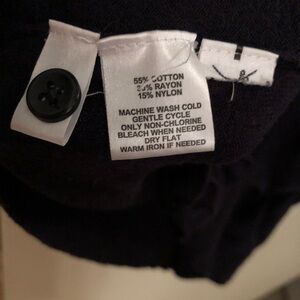 55% COTTON
30% RAYON
15% NYLON
MACHINE WASH COLD
GENTLE CYCLE
ONLY NON-CHLORINE
BLEACH WHEN NEEDED
DRY FLAT
WARM IRON IF NEEDED